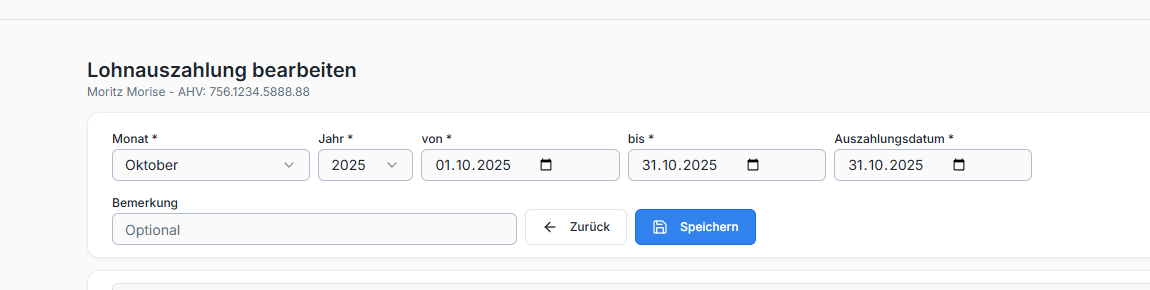 Lohnauszahlung bearbeiten
Moritz Morise - AHV: 756.1234.5888.88
Monat * Jahr * von * bis * Auszahlungsdatum *
Oktober 2025 01.10.2025 31.10.2025 31.10.2025
Bemerkung
Optional Zurück Speichern